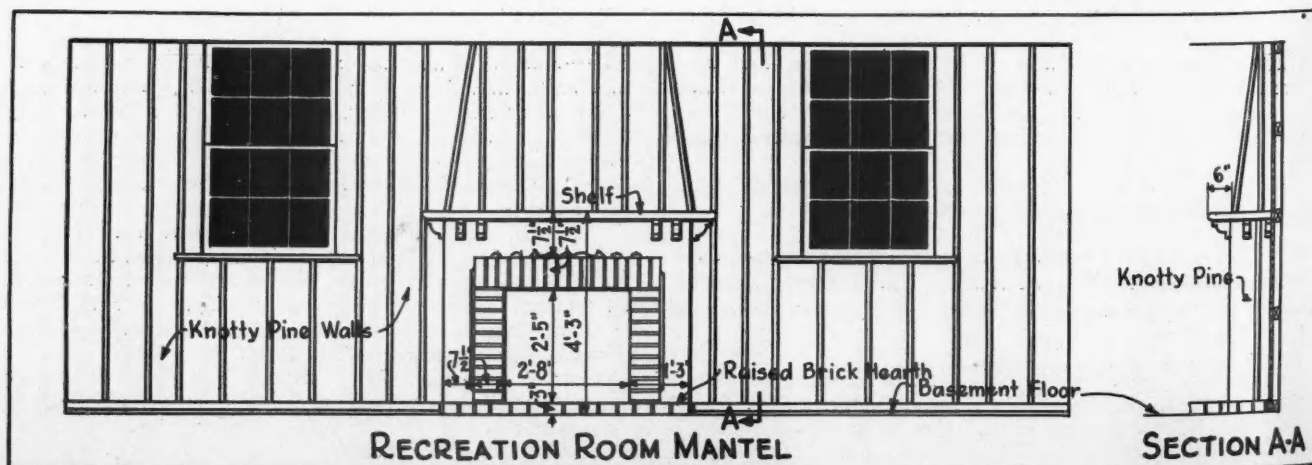 A
Shelf
6"
7½"
7½"
Knotty Pine
Knotty Pine Walls
2'-5"
4'-3"
7½"
2'-8"
1'-3"
Raised Brick Hearth
3"
Basement Floor
A
RECREATION ROOM MANTEL
SECTION A-A